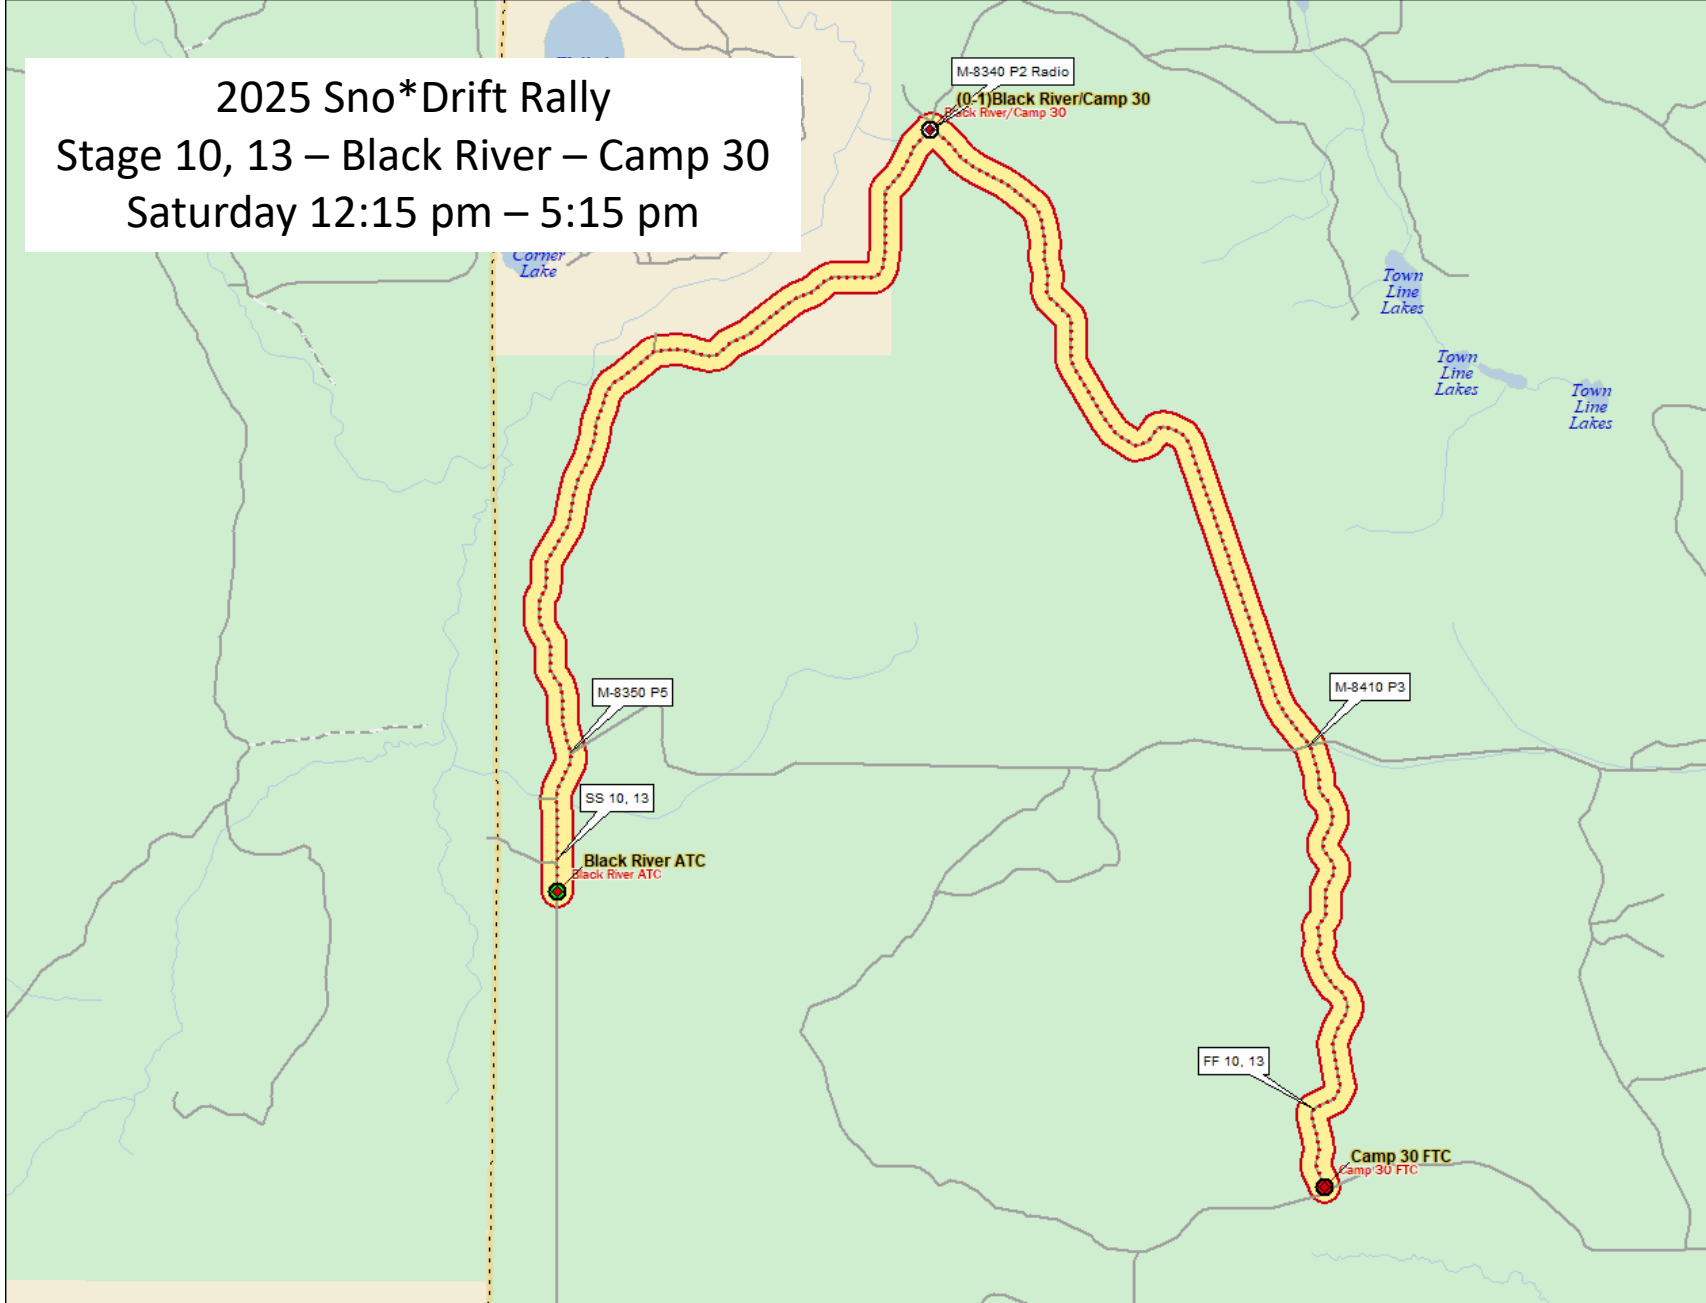 2025 Sno*Drift Rally
Stage 10, 13 – Black River – Camp 30
Saturday 12:15 pm – 5:15 pm
M-8340 P2 Radio
(0-1)Black River/Camp 30
Black River/Camp 30
Corner
Lake
Town
Line
Lakes
Town
Line
Lakes
Town
Line
Lakes
M-8350 P5
M-8410 P3
SS 10, 13
Black River ATC
Black River ATC
FF 10, 13
Camp 30 FTC
Camp 30 FTC